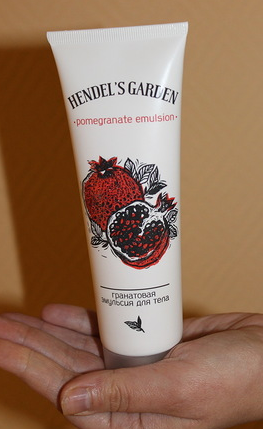 HENDEL'S GARDEN
·pomegranate emulsion·
гранатовая
эмульсия для тела